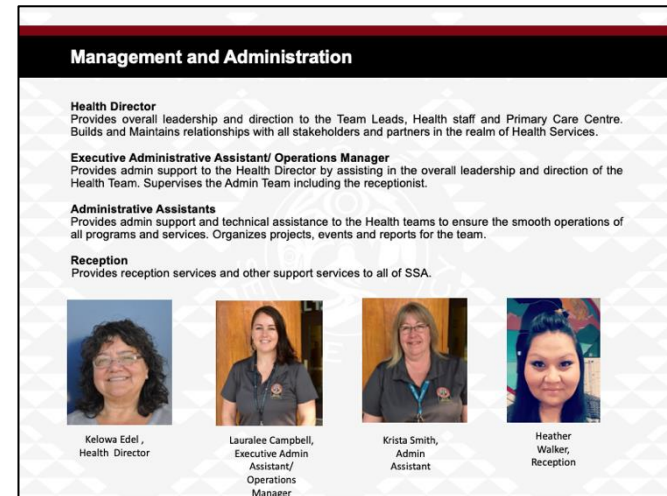 Management and Administration
Health Director
Provides overall leadership and direction to the Team Leads, Health staff and Primary Care Centre.
Builds and Maintains relationships with all stakeholders and partners in the realm of Health Services.
Executive Administrative Assistant/ Operations Manager
Provides admin support to the Health Director by assisting in the overall leadership and direction of the
Health Team. Supervises the Admin Team including the receptionist.
Administrative Assistants
Provides admin support and technical assistance to the Health teams to ensure the smooth operations of
all programs and services. Organizes projects, events and reports for the team.
Reception
Provides reception services and other support services to all of SSA.
Kelowa Edel ,
Health Director
Lauralee Campbell,
Executive Admin
Assistant/
Operations
Manager
Krista Smith,
Admin
Assistant
Heather
Walker,
Reception